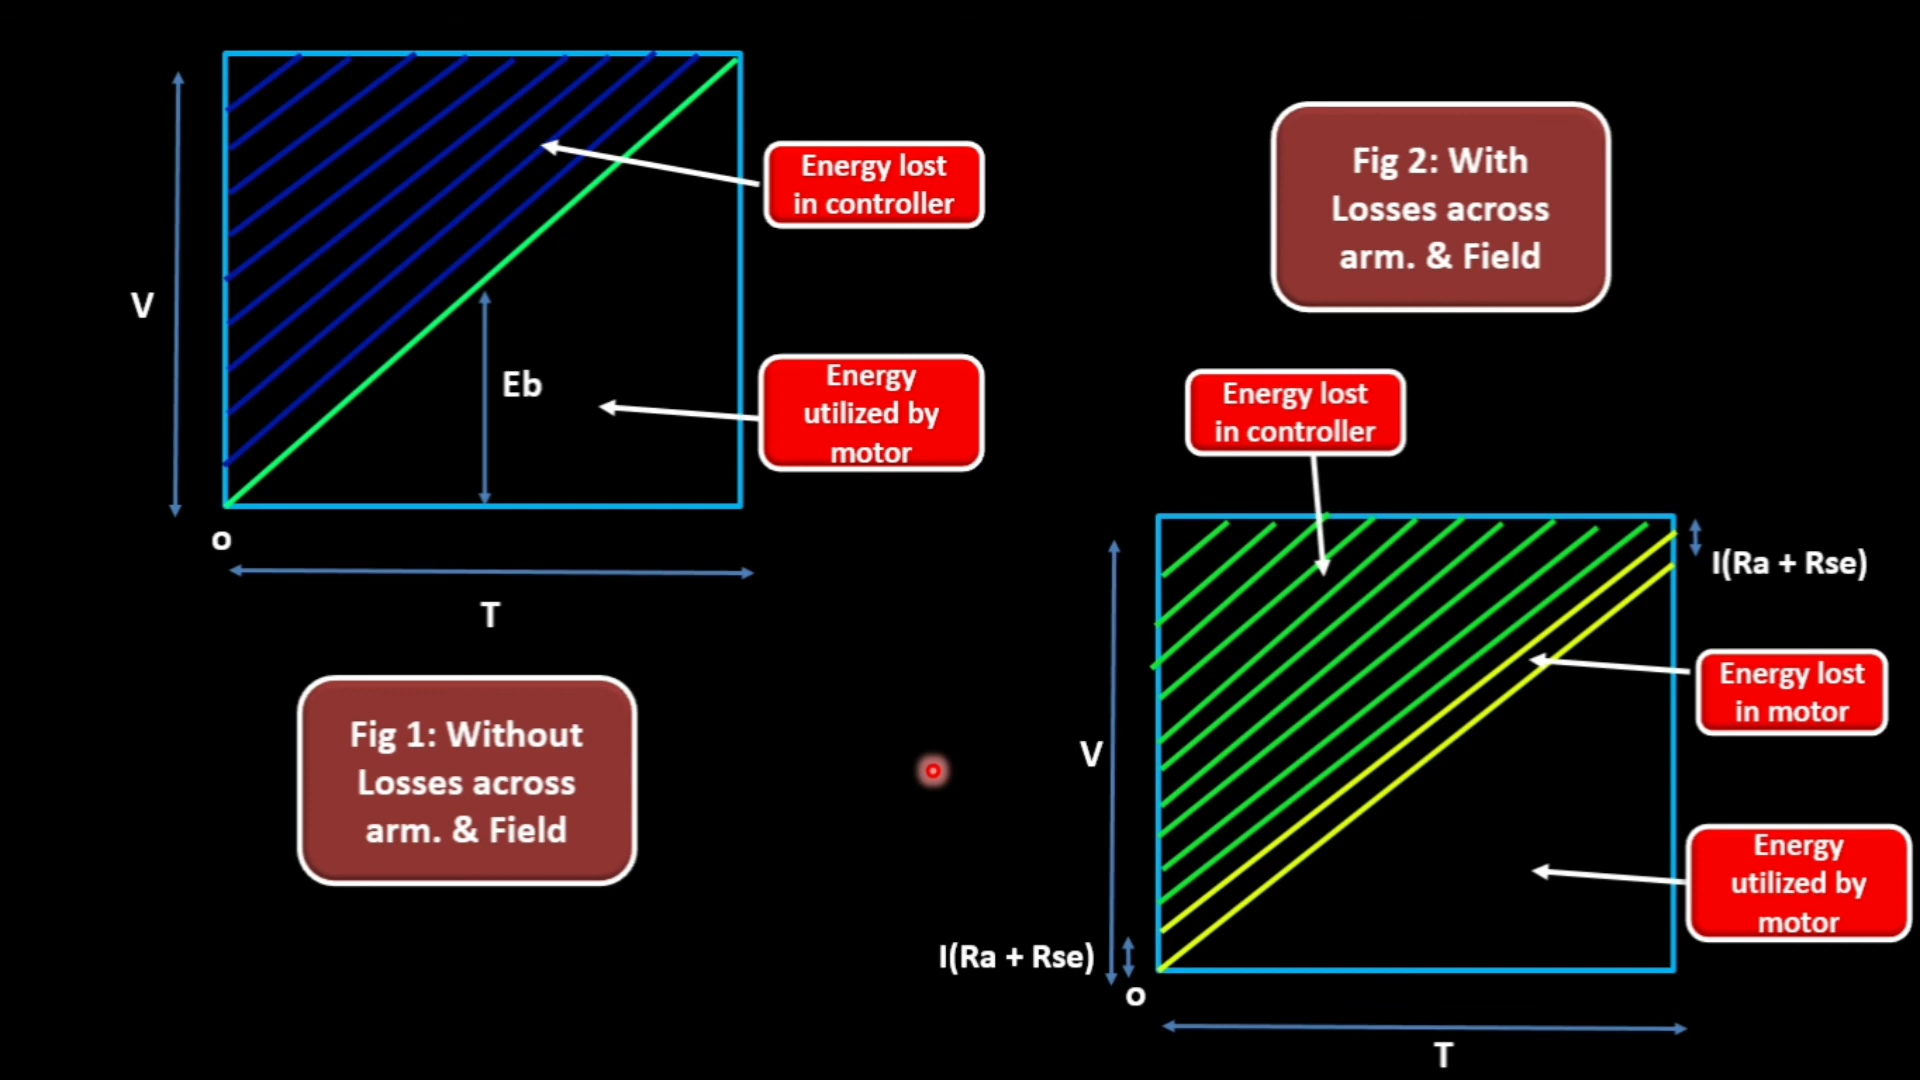 V
Energy lost
in controller
Eb
Energy
utilized by
motor
o
T
Fig 1: Without
Losses across
arm. & Field
Fig 2: With
Losses across
arm. & Field
Energy lost
in controller
I(Ra + Rse)
Energy lost
in motor
V
Energy
utilized by
motor
I(Ra + Rse)
o
T